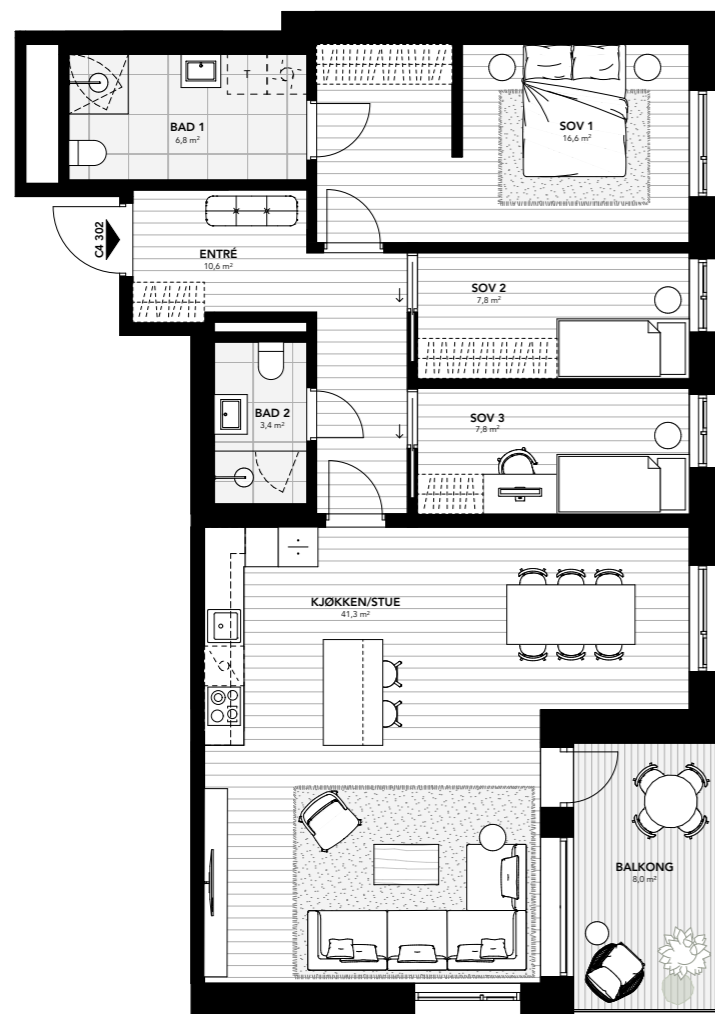 BAD 1
6,8 m²
T
SOV 1
16,6 m²
C4 302
ENTRÉ
10,6 m²
SOV 2
7,8 m²
BAD 2
3,4 m²
SOV 3
7,8 m²
KJØKKEN/STUE
41,3 m²
BALKONG
8,0 m²